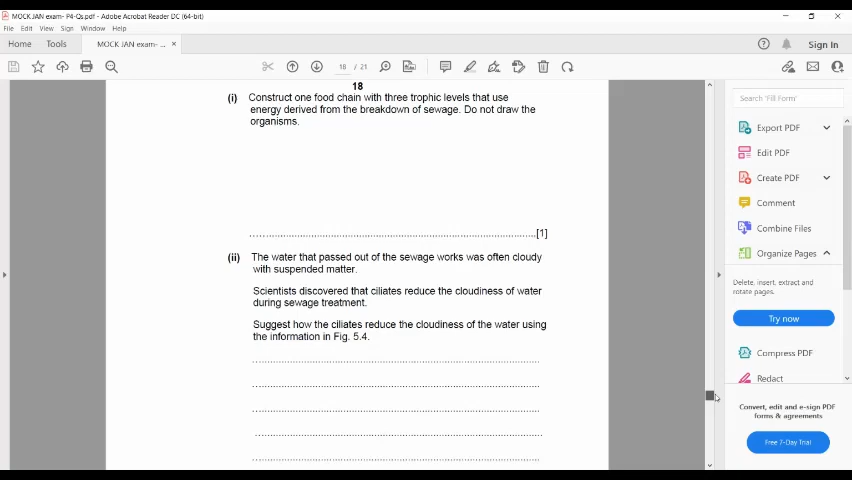 MOCK JAN exam- P4-Qs.pdf - Adobe Acrobat Reader DC (64-bit)
File Edit View Sign Window Help
Home Tools MOCK JAN exam- ... × Sign In
18 / 21
18
(i) Construct one food chain with three trophic levels that use
energy derived from the breakdown of sewage. Do not draw the
organisms.
..........................................................................................[1]
(ii) The water that passed out of the sewage works was often cloudy
with suspended matter.
Scientists discovered that ciliates reduce the cloudiness of water
during sewage treatment.
Suggest how the ciliates reduce the cloudiness of the water using
the information in Fig. 5.4.
Search 'Fill Form'
Export PDF
Edit PDF
Create PDF
Comment
Combine Files
Organize Pages
Delete, insert, extract and
rotate pages.
Try now
Compress PDF
Redact
Convert, edit and e-sign PDF
forms & agreements
Free 7-Day Trial